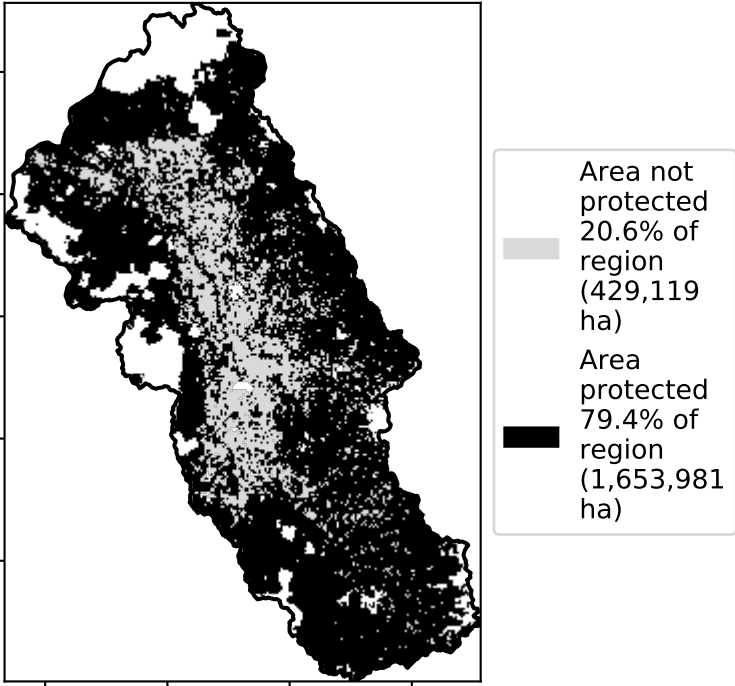 Area not
protected
20.6% of
region
(429,119
ha)
Area
protected
79.4% of
region
(1,653,981
ha)